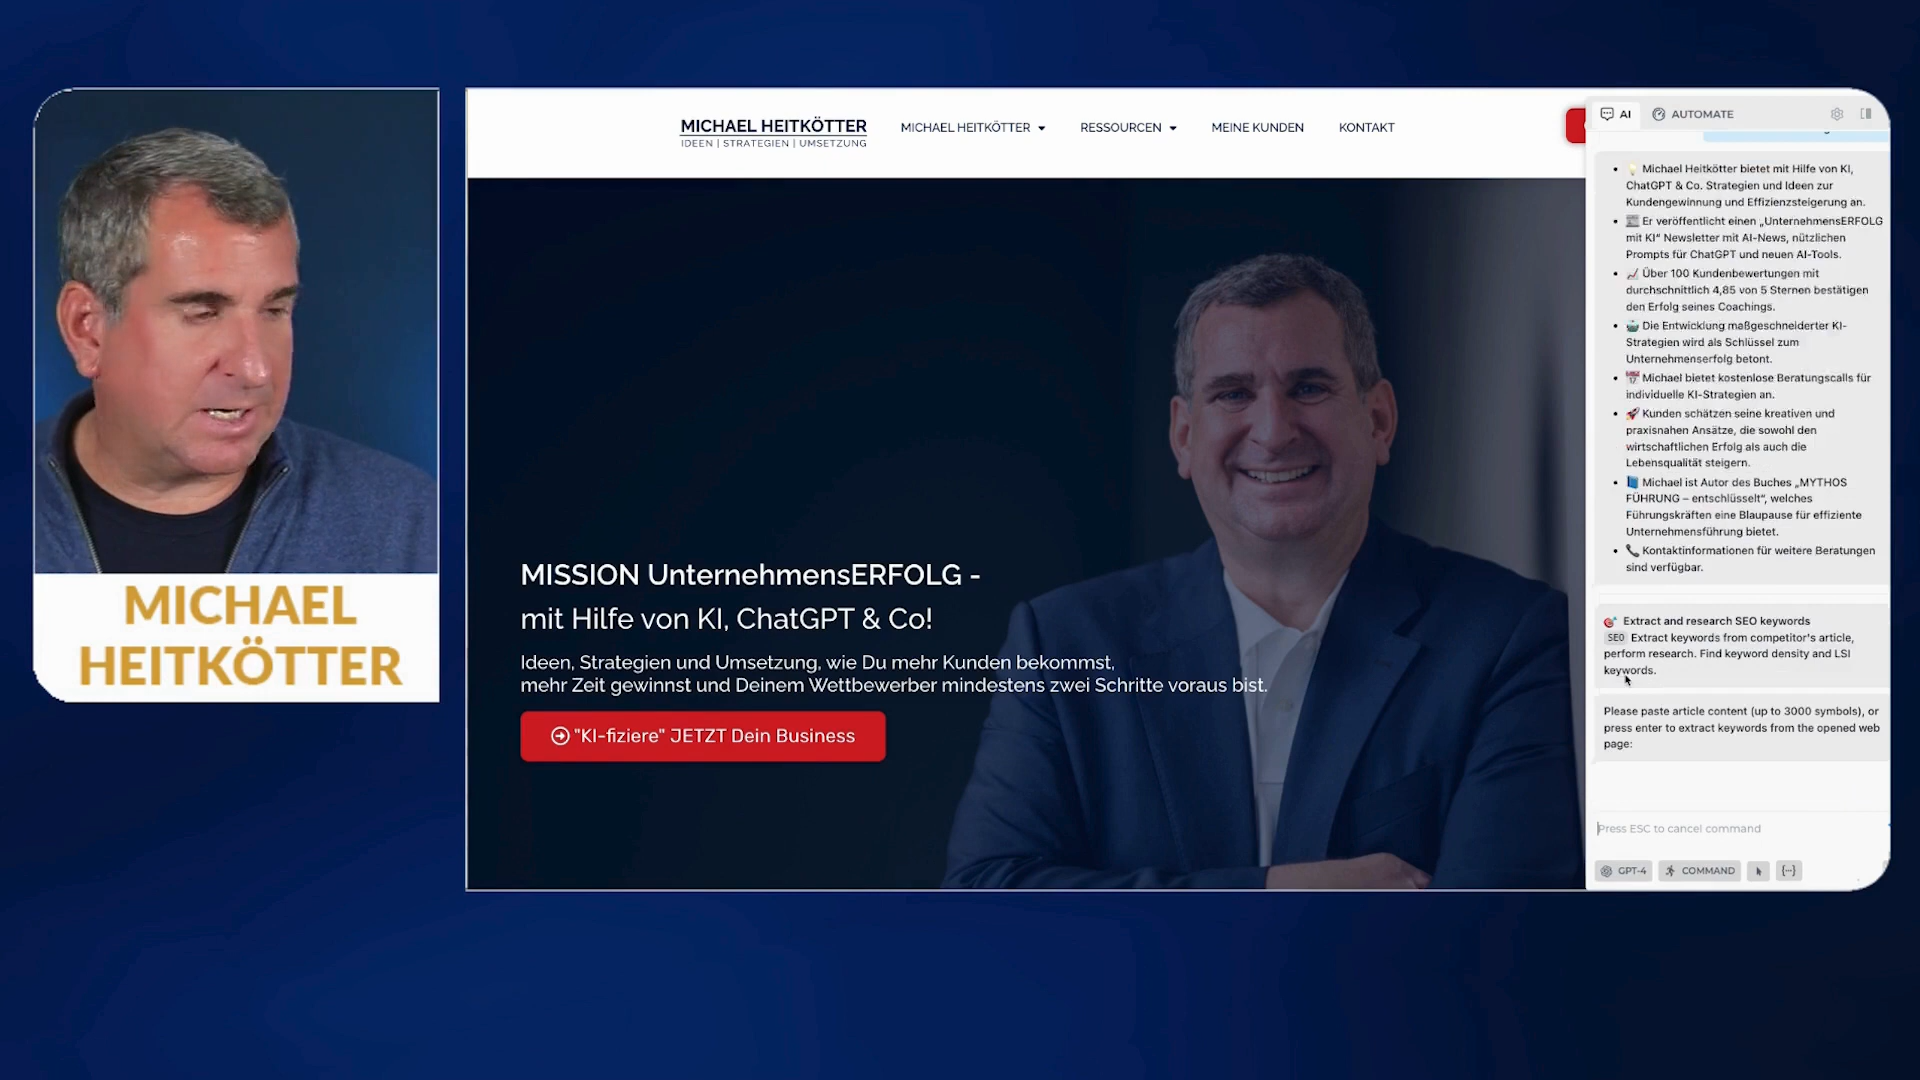 MICHAEL
HEITKÖTTER
MICHAEL HEITKÖTTER
IDEEN | STRATEGIEN | UMSETZUNG
MICHAEL HEITKÖTTER
RESSOURCEN
MEINE KUNDEN
KONTAKT
MISSION UnternehmensERFOLG -
mit Hilfe von KI, ChatGPT & Co!
Ideen, Strategien und Umsetzung, wie Du mehr Kunden bekommst,
mehr Zeit gewinnst und Deinem Wettbewerber mindestens zwei Schritte voraus bist.
"KI-fiziere" JETZT Dein Business
AI
AUTOMATE
• Michael Heitkötter bietet mit Hilfe von KI,
ChatGPT & Co. Strategien und Ideen zur
Kundengewinnung und Effizienzsteigerung an.
• Er veröffentlicht einen „UnternehmensERFOLG
mit KI“ Newsletter mit AI-News, nützlichen
Prompts für ChatGPT und neuen AI-Tools.
• Über 100 Kundenbewertungen mit
durchschnittlich 4,85 von 5 Sternen bestätigen
den Erfolg seines Coachings.
• Die Entwicklung maßgeschneiderter KI-
Strategien wird als Schlüssel zum
Unternehmenserfolg betont.
• Michael bietet kostenlose Beratungscalls für
individuelle KI-Strategien an.
• Kunden schätzen seine kreativen und
praxisnahen Ansätze, die sowohl den
wirtschaftlichen Erfolg als auch die
Lebensqualität steigern.
• Michael ist Autor des Buches „MYTHOS
FÜHRUNG – entschlüsselt“, welches
Führungskräften eine Blaupause für effiziente
Unternehmensführung bietet.
• Kontaktinformationen für weitere Beratungen
sind verfügbar.
Extract and research SEO keywords
SEO Extract keywords from competitor's article,
perform research. Find keyword density and LSI
keywords.
Please paste article content (up to 3000 symbols), or
press enter to extract keywords from the opened web
page:
Press ESC to cancel command
GPT-4
COMMAND